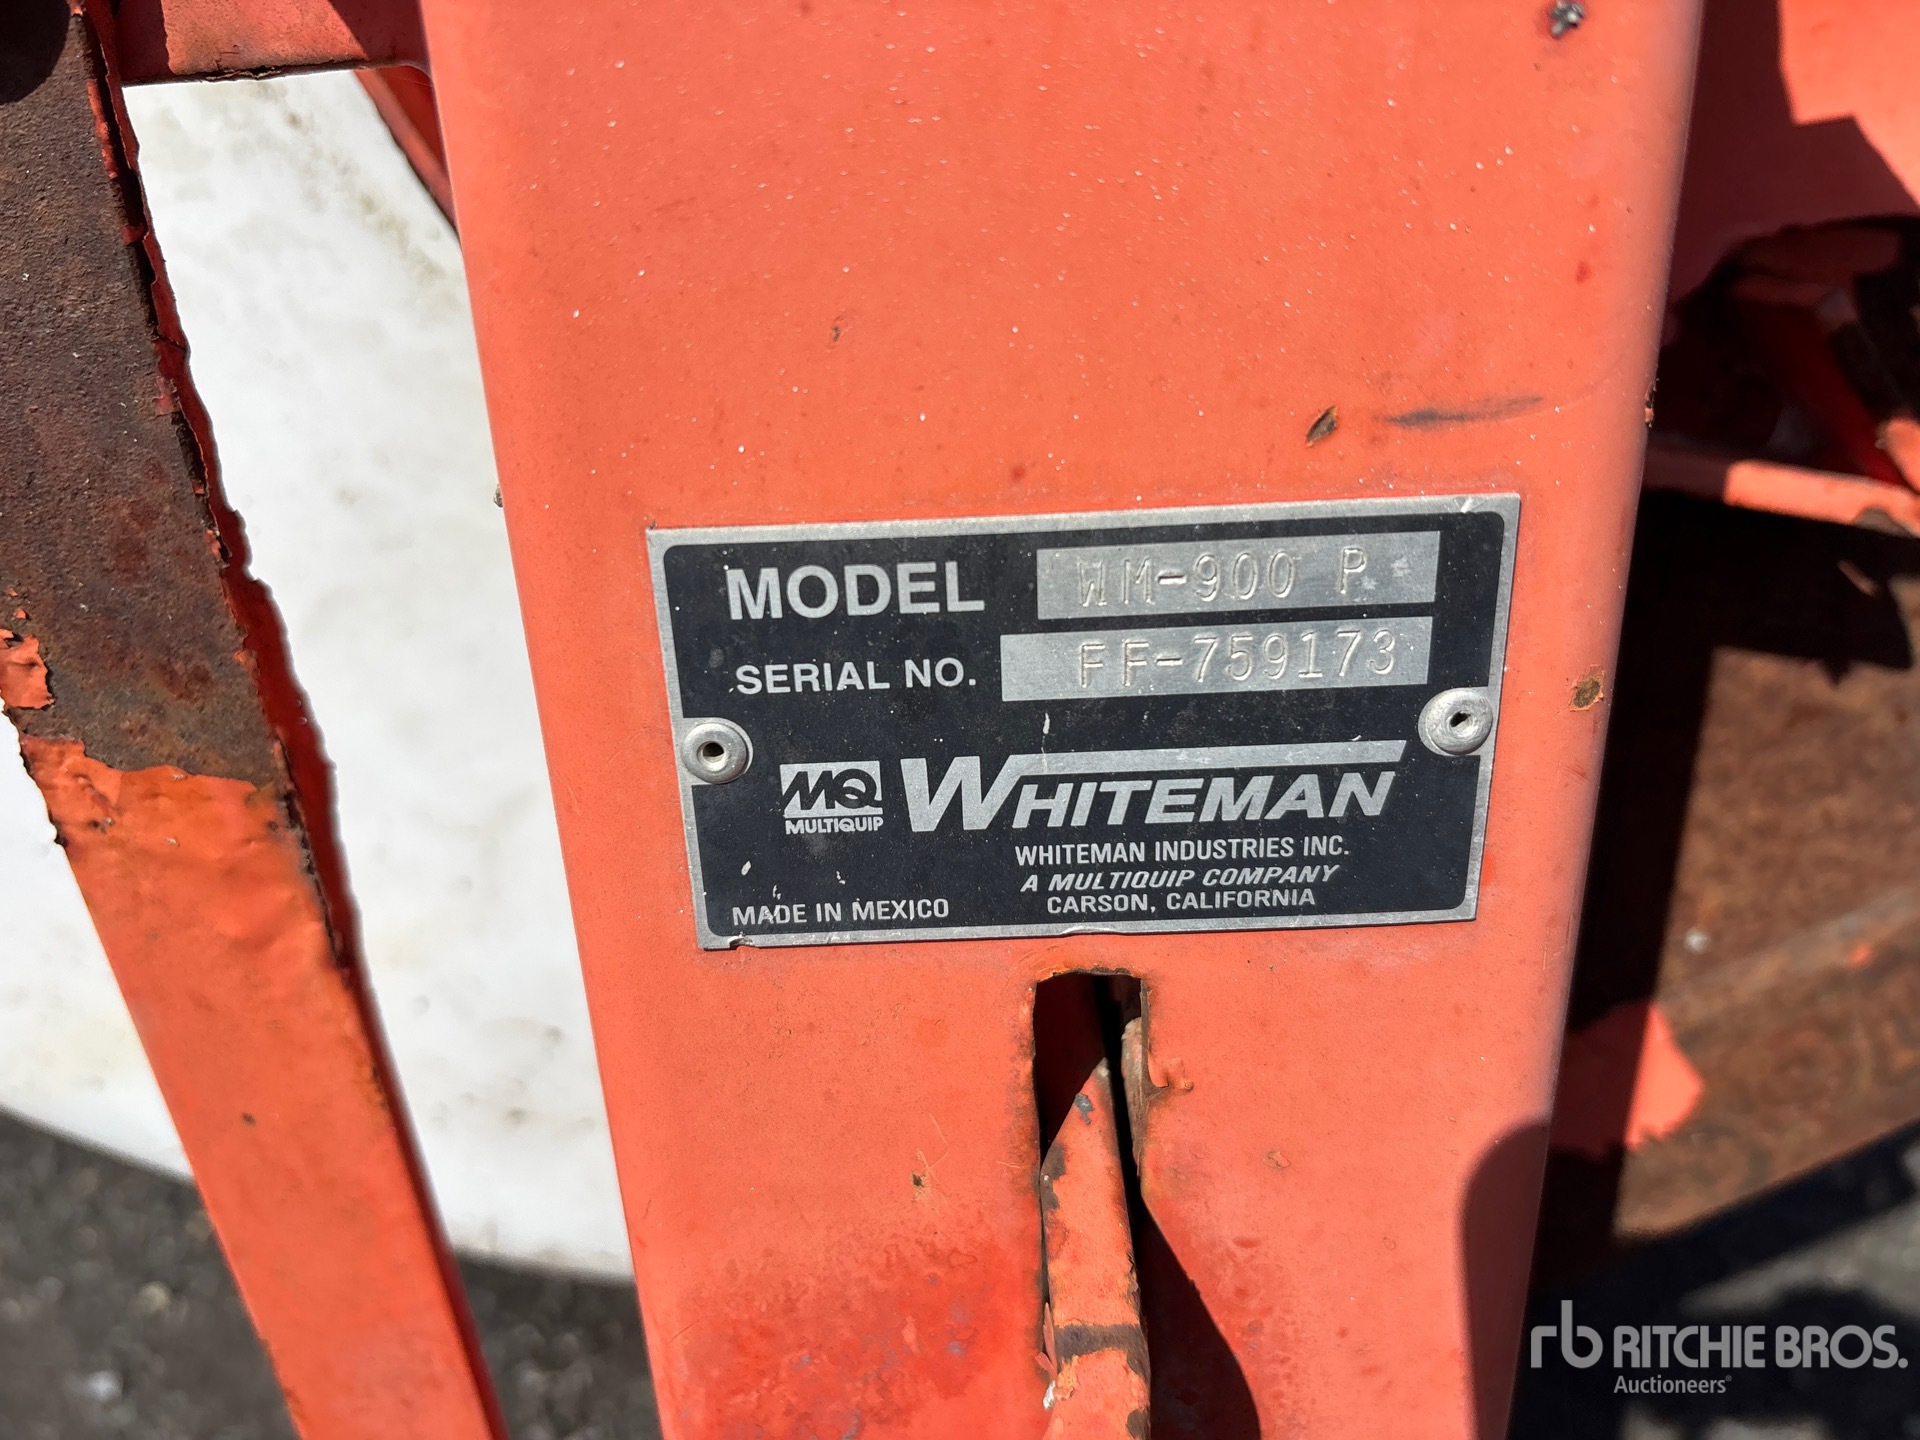 MODEL WM-900 P
SERIAL NO. FF-759173
MQ
MULTIQUIP
WHITEMAN
WHITEMAN INDUSTRIES INC.
A MULTIQUIP COMPANY
CARSON, CALIFORNIA
MADE IN MEXICO
rb RITCHIE BROS.
Auctioneers